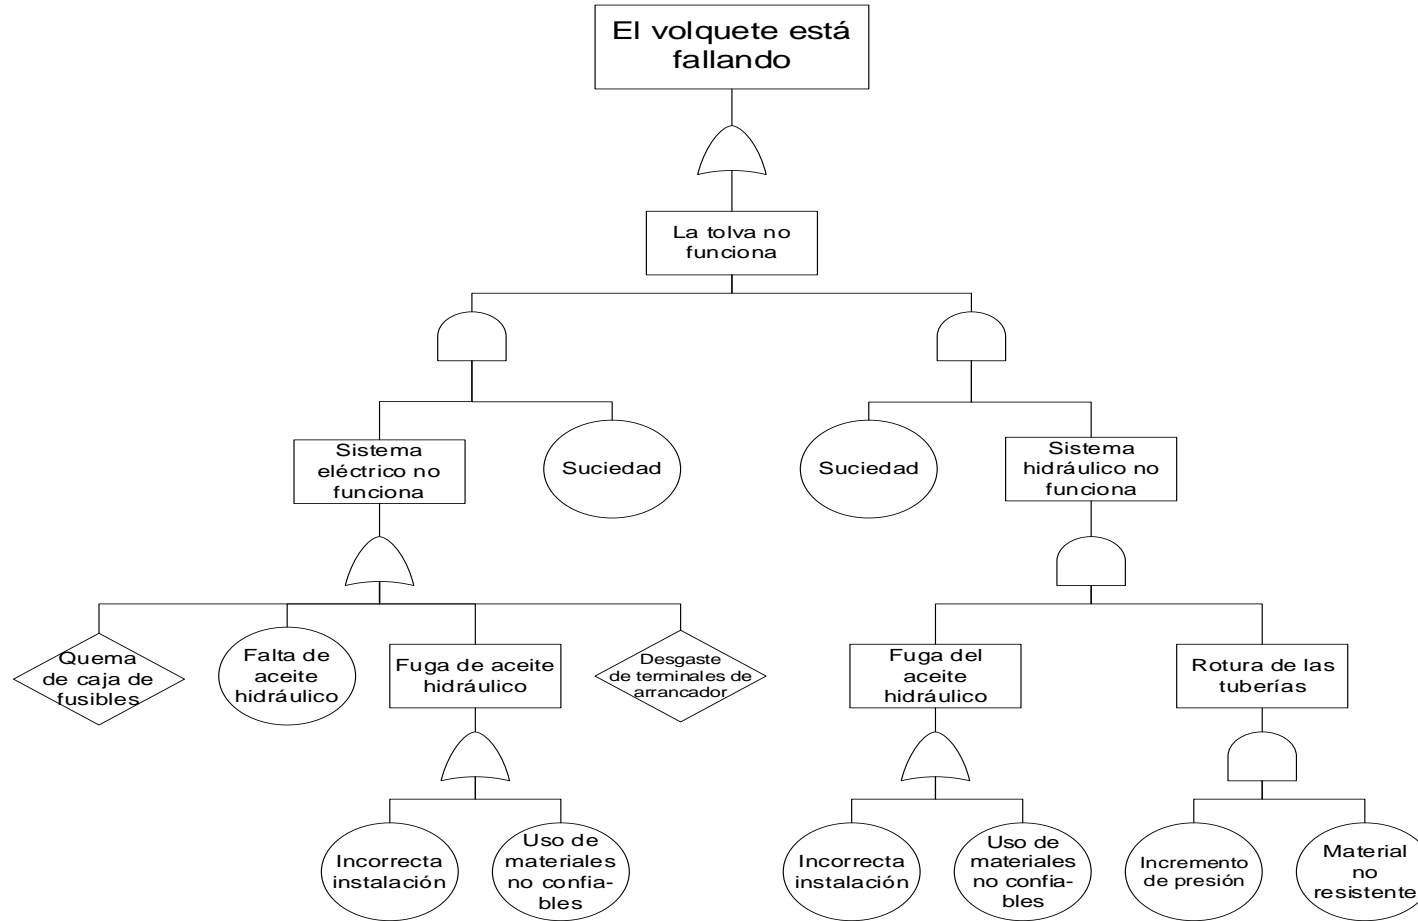 El volquete está
fallando
La tolva no
funciona
Sistema
eléctrico no
funciona
Suciedad
Suciedad
Sistema
hidráulico no
funciona
Quema
de caja de
fusibles
Falta de
aceite
hidráulico
Fuga de aceite
hidráulico
Desgaste
de terminales de
arrancador
Fuga del
aceite
hidráulico
Rotura de las
tuberías
Incorrecta
instalación
Uso de
materiales
no confia-
bles
Incorrecta
instalación
Uso de
materiales
no confia-
bles
Incremento
de presión
Material
no
resistente